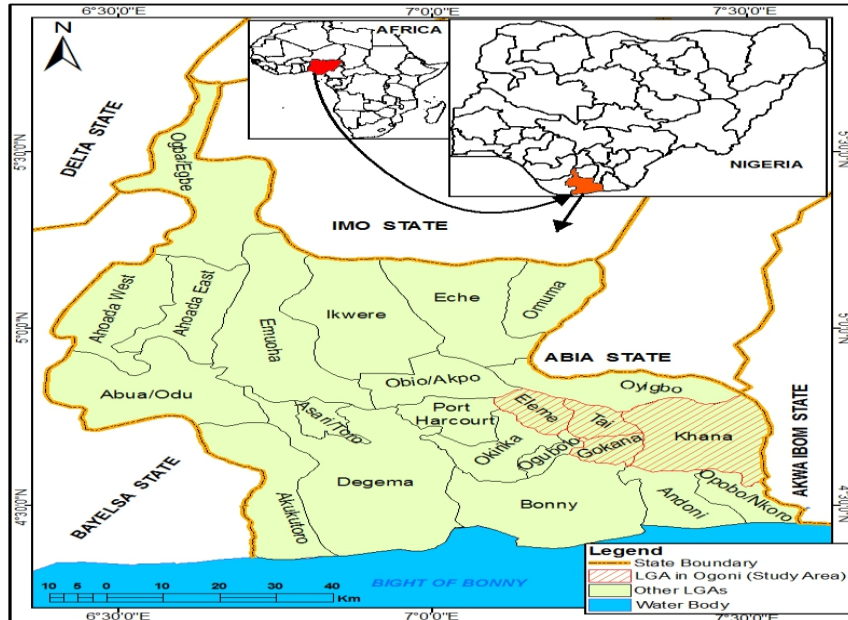 6°30'0"E
7°0'0"E
7°30'0"E
N
AFRICA
NIGERIA
5°30'0"N
5°30'0"N
DELTA STATE
Ogba/Egbe
IMO STATE
Ahoada West
Ahoada East
Emuoha
Ikwere
Eche
Omuma
5°0'0"N
5°0'0"N
ABIA STATE
Obio/Akpo
Oyigbo
Abua/Odu
Asari/Toro
Port
Harcourt
Eleme
Tai
Khana
AKWA IBOM STATE
Okirika
Ogubolo
Gokana
BAYELSA STATE
Degema
Akukutoro
Bonny
Andoni
Opobo/Nkoro
4°30'0"N
4°30'0"N
BIGHT OF BONNY
10 5 0 10 20 30 40
Km
Legend
State Boundary
LGA in Ogoni (Study Area)
Other LGAs
Water Body
6°30'0"E
7°0'0"E
7°30'0"E